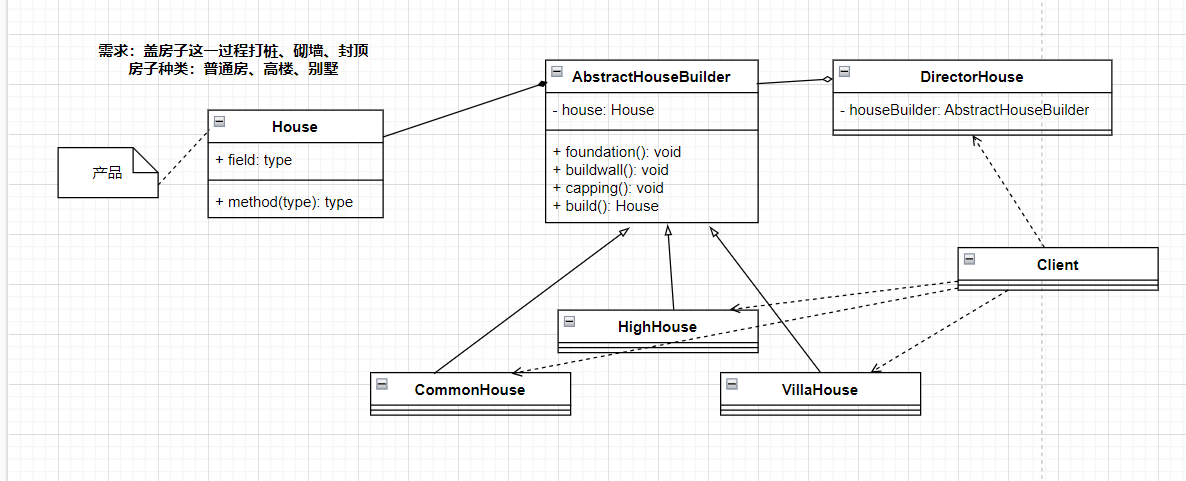 需求：盖房子这一过程打桩、砌墙、封顶
房子种类：普通房、高楼、别墅
AbstractHouseBuilder
- house: House
+ foundation(): void
+ buildwall(): void
+ capping(): void
+ build(): House
DirectorHouse
- houseBuilder: AbstractHouseBuilder
House
+ field: type
+ method(type): type
产品
Client
HighHouse
CommonHouse
VillaHouse